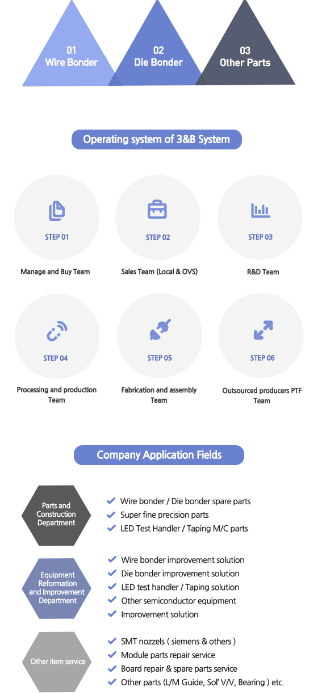 01
Wire Bonder
02
Die Bonder
03
Other Parts
Operating system of 3&B System
STEP 01
Manage and Buy Team
STEP 02
Sales Team (Local & OVS)
STEP 03
R&D Team
STEP 04
Processing and production
Team
STEP 05
Fabrication and assembly
Team
STEP 06
Outsourced producers PTF
Team
Company Application Fields
Parts and
Construction
Department
Wire bonder / Die bonder spare parts
Super fine precision parts
LED Test Handler / Taping M/C parts
Equipment
Reformation
and Improvement
Department
Wire bonder improvement solution
Die bonder improvement solution
LED test handler / Taping solution
Other semiconductor equipment
Improvement solution
Other item service
SMT nozzels ( siemens & others )
Module parts repair service
Board repair & spare parts service
Other parts (L/M Guide, Sol' V/V, Bearing ) etc.